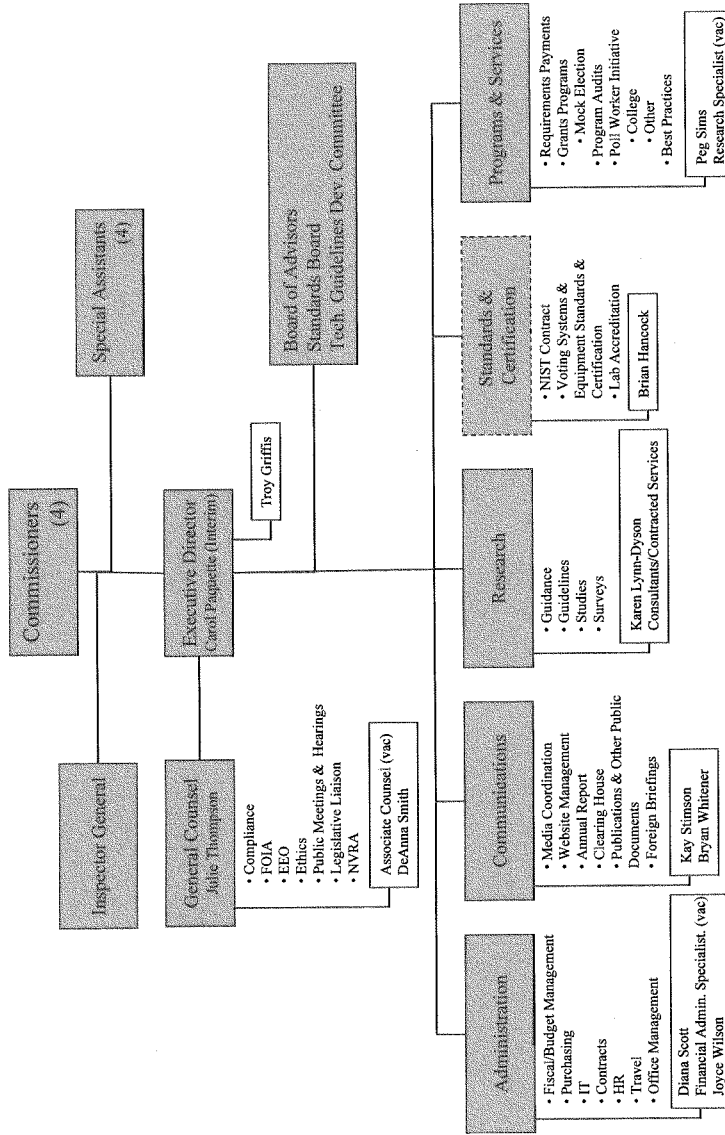 Commissioners
(4)
Inspector General
Special Assistants
(4)
General Counsel
Julie Thompson
Executive Director
Carol Paquette (Interim)
• Compliance
• FOIA
• EEO
• Ethics
• Public Meetings & Hearings
• Legislative Liaison
• NVRA
Troy Griffis
Associate Counsel (vac)
DeAnna Smith
Board of Advisors
Standards Board
Tech. Guidelines Dev. Committee
Administration
• Fiscal/Budget Management
• Purchasing
• IT
• Contracts
• HR
• Travel
• Office Management
Diana Scott
Financial Admin. Specialist. (vac)
Joyce Wilson
Communications
• Media Coordination
• Website Management
• Annual Report
• Clearing House
• Publications & Other Public
Documents
• Foreign Briefings
Kay Stimson
Bryan Whitener
Research
• Guidance
• Guidelines
• Studies
• Surveys
Karen Lynn-Dyson
Consultants/Contracted Services
Standards &
Certification
• NIST Contract
• Voting Systems &
Equipment Standards &
Certification
• Lab Accreditation
Brian Hancock
Programs & Services
• Requirements Payments
• Grants Programs
• Mock Election
• Program Audits
• Poll Worker Initiative
• College
• Other
• Best Practices
Peg Sims
Research Specialist (vac)